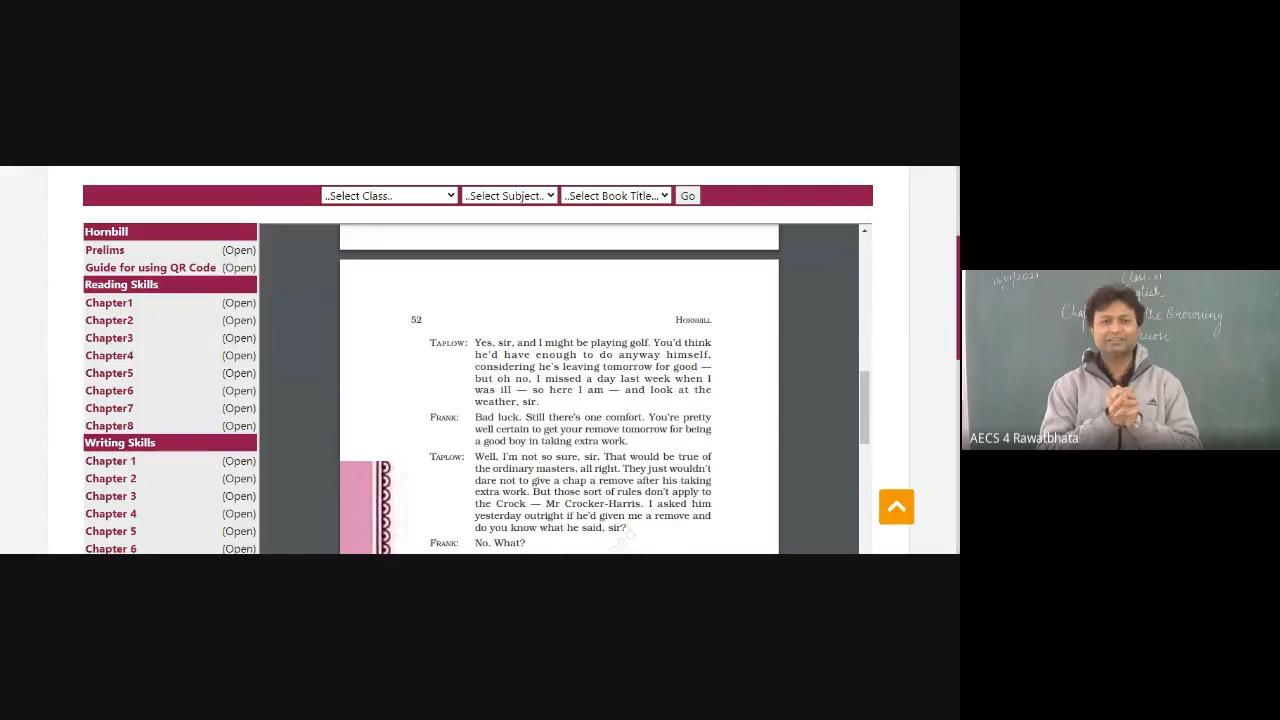 ..Select Class..
..Select Subject..
..Select Book Title...
Go
Hornbill
Prelims (Open)
Guide for using QR Code (Open)
Reading Skills
Chapter1 (Open)
Chapter2 (Open)
Chapter3 (Open)
Chapter4 (Open)
Chapter5 (Open)
Chapter6 (Open)
Chapter7 (Open)
Chapter8 (Open)
Writing Skills
Chapter 1 (Open)
Chapter 2 (Open)
Chapter 3 (Open)
Chapter 4 (Open)
Chapter 5 (Open)
Chapter 6 (Open)
52 HORNBILL
TAPLOW: Yes, sir, and I might be playing golf. You'd think
he'd have enough to do anyway himself,
considering he's leaving tomorrow for good —
but oh no, I missed a day last week when I
was ill — so here I am — and look at the
weather, sir.
FRANK: Bad luck. Still there's one comfort. You're pretty
well certain to get your remove tomorrow for being
a good boy in taking extra work.
TAPLOW: Well, I'm not so sure, sir. That would be true of
the ordinary masters, all right. They just wouldn't
dare not to give a chap a remove after his taking
extra work. But those sort of rules don't apply to
the Crock — Mr Crocker-Harris. I asked him
yesterday outright if he'd given me a remove and
do you know what he said, sir?
FRANK: No. What?
Class-XI
the Browning
AECS 4 Rawatbhata